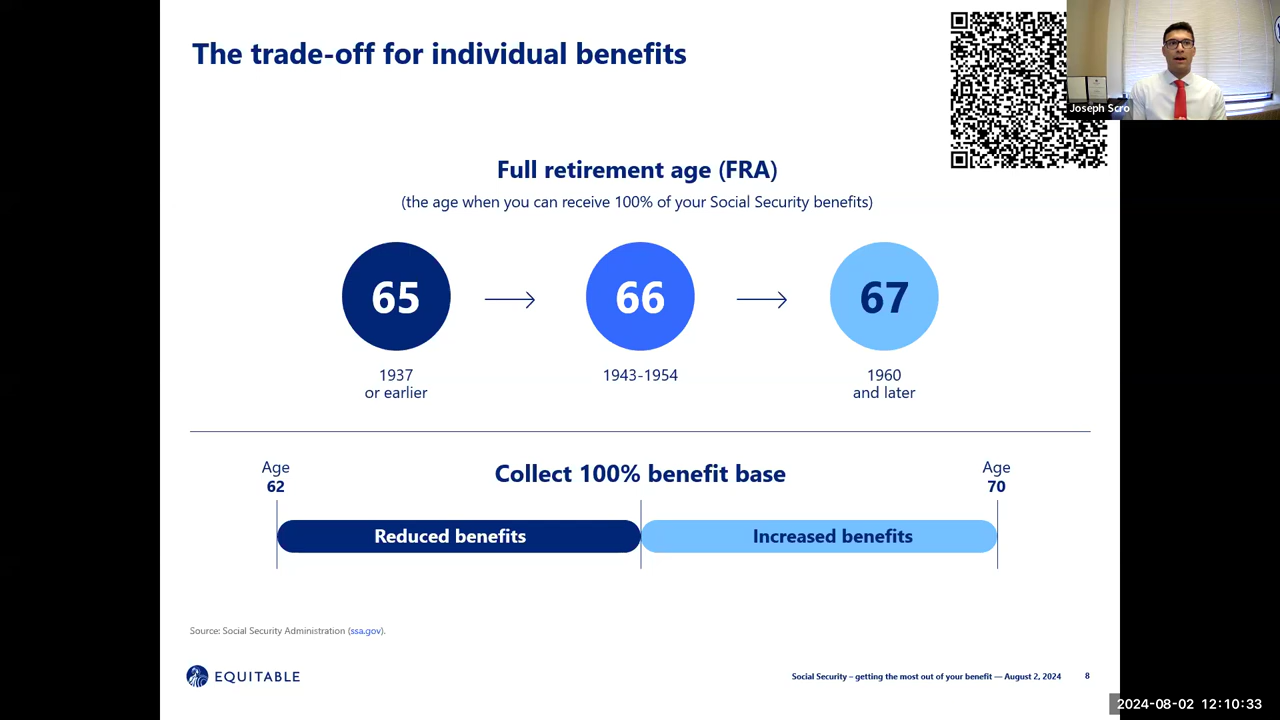 The trade-off for individual benefits
Joseph Scro
Full retirement age (FRA)
(the age when you can receive 100% of your Social Security benefits)
65
66
67
1937
or earlier
1943-1954
1960
and later
Age
62
Collect 100% benefit base
Age
70
Reduced benefits
Increased benefits
Source: Social Security Administration (ssa.gov).
EQUITABLE
Social Security – getting the most out of your benefit — August 2, 2024
8
2024-08-02 12:10:33